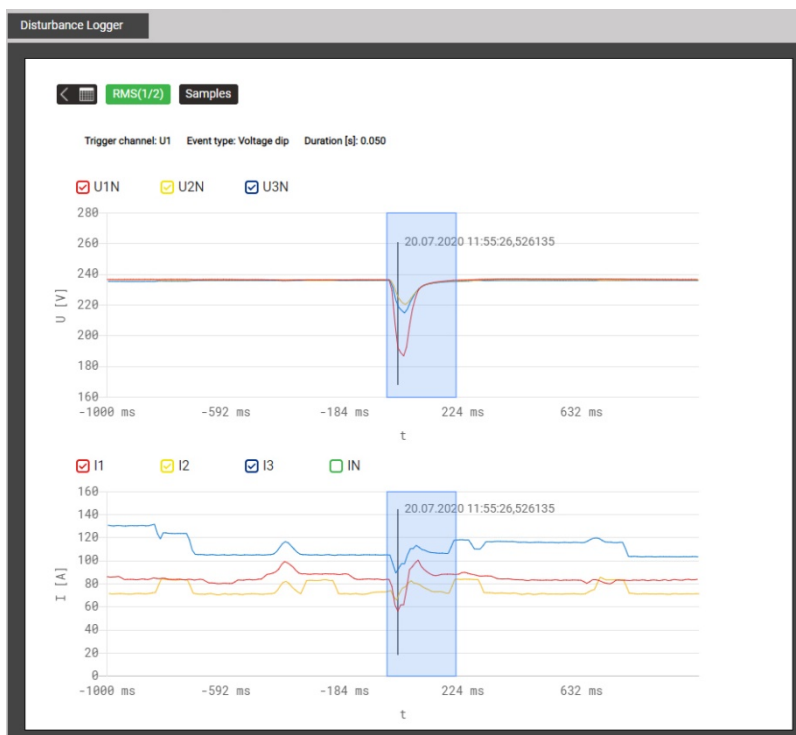 Disturbance Logger
RMS(1/2) Samples
Trigger channel: U1 Event type: Voltage dip Duration [s]: 0.050
U1N U2N U3N
280
260
240
220
200
180
160
U [V]
20.07.2020 11:55:26,526135
-1000 ms -592 ms -184 ms 224 ms 632 ms
t
I1 I2 I3 IN
160
140
120
100
80
60
40
20
0
I [A]
20.07.2020 11:55:26,526135
-1000 ms -592 ms -184 ms 224 ms 632 ms
t